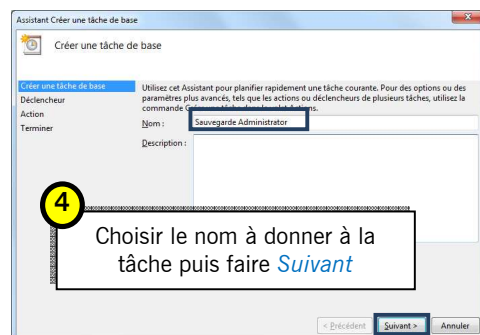 Assistant Créer une tâche de base
Créer une tâche de base
Créer une tâche de base
Déclencheur
Action
Terminer
Utilisez cet Assistant pour planifier rapidement une tâche courante. Pour des options ou des
paramètres plus avancés, tels que les actions ou déclencheurs de plusieurs tâches, utilisez la
commande
Nom :
Sauvegarde Administrator
Description :
4
Choisir le nom à donner à la
tâche puis faire Suivant
< Précédent
Suivant >
Annuler